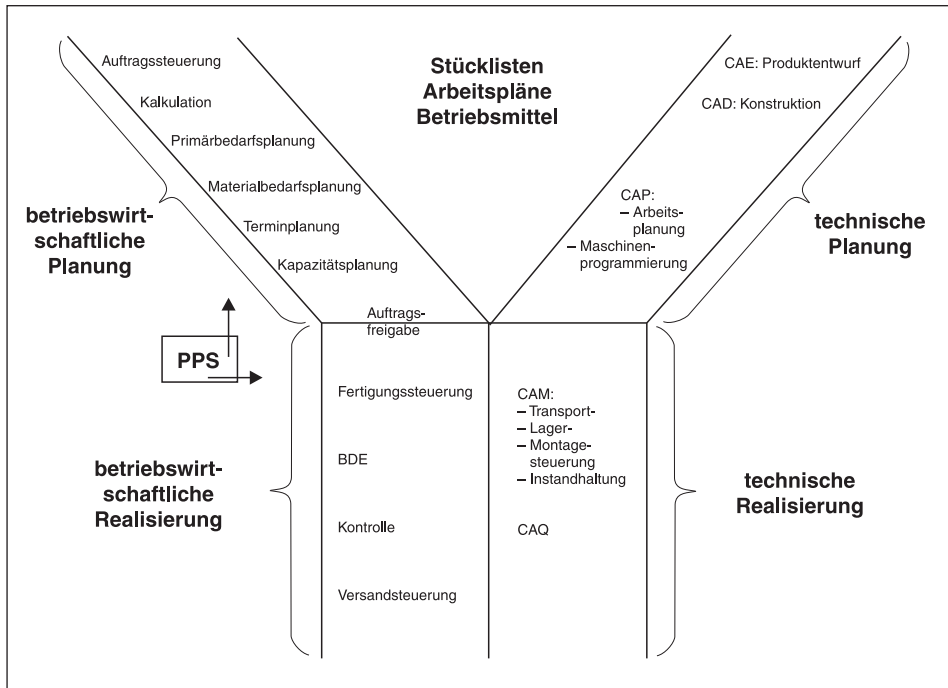 Auftragssteuerung
Kalkulation
Primärbedarfsplanung
Materialbedarfsplanung
Terminplanung
Kapazitätsplanung
Auftrags-
freigabe
betriebswirt-
schaftliche
Planung
Stücklisten
Arbeitspläne
Betriebsmittel
CAE: Produktentwurf
CAD: Konstruktion
CAP:
– Arbeits-
planung
– Maschinen-
programmierung
technische
Planung
PPS
betriebswirt-
schaftliche
Realisierung
Fertigungssteuerung
BDE
Kontrolle
Versandsteuerung
CAM:
– Transport-
– Lager-
– Montage-
steuerung
– Instandhaltung
CAQ
technische
Realisierung